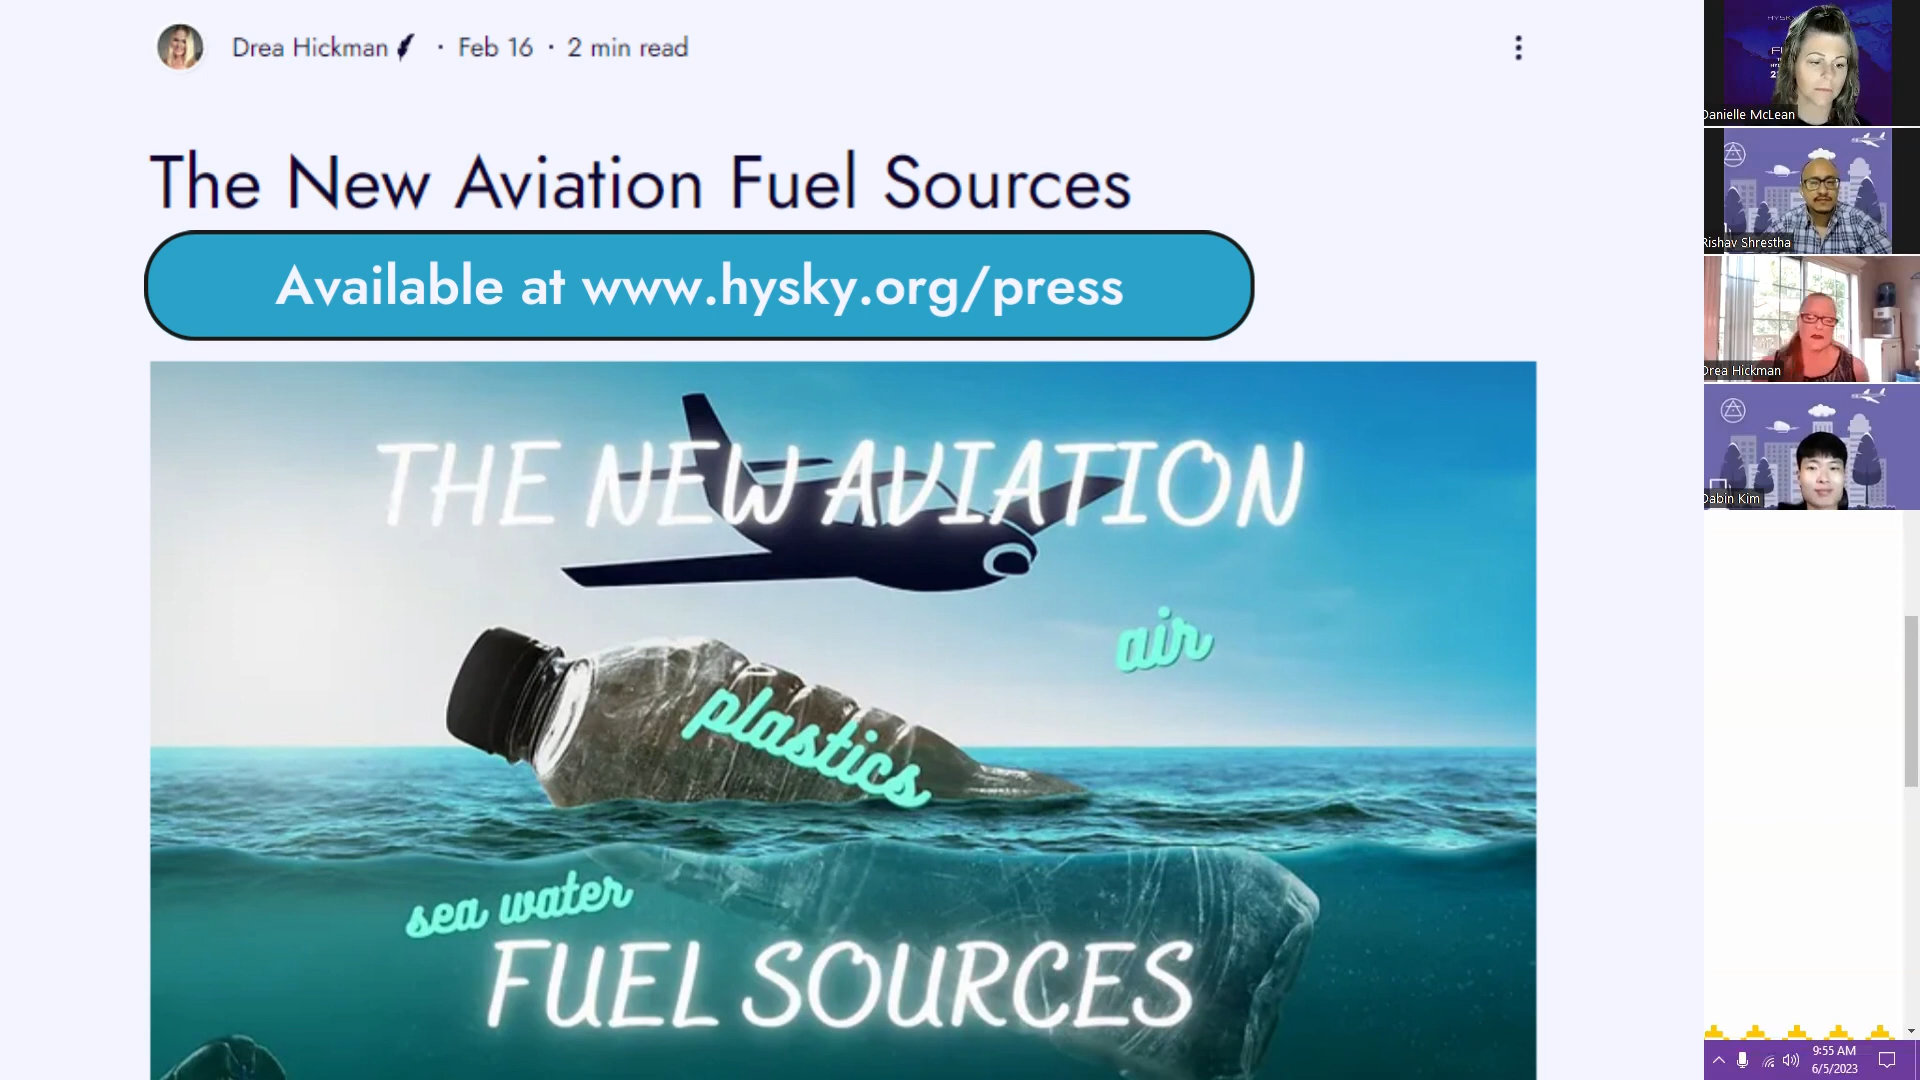 Drea Hickman · Feb 16 · 2 min read
The New Aviation Fuel Sources
Available at www.hysky.org/press
THE NEW AVIATION
air
plastics
sea water
FUEL SOURCES
Danielle McLean
Rishav Shrestha
Drea Hickman
Dabin Kim
9:55 AM
6/5/2023